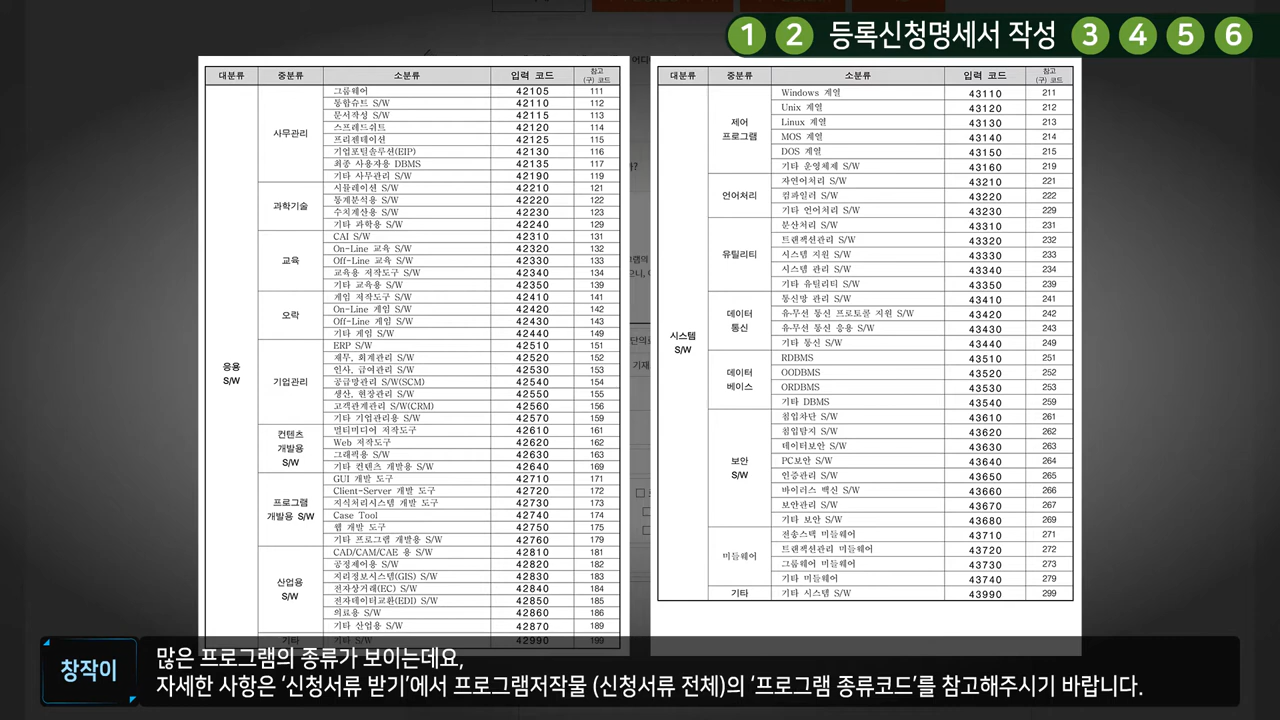 1 2 등록신청명세서 작성 3 4 5 6
대분류 중분류 소분류 입력 코드 참고 (구) 코드
응용 S/W
사무관리
그룹웨어 42105 111
통합슈트 S/W 42110 112
문서작성 S/W 42115 113
스프레드쉬트 42120 114
프리젠테이션 42125 115
기업포털솔루션(EIP) 42130 116
최종 사용자용 DBMS 42135 117
기타 사무관리 S/W 42190 119
과학기술
시뮬레이션 S/W 42210 121
통계분석용 S/W 42220 122
수치계산용 S/W 42230 123
기타 과학용 S/W 42240 129
교육
CAI S/W 42310 131
On-Line 교육 S/W 42320 132
Off-Line 교육 S/W 42330 133
교육용 저작도구 S/W 42340 134
기타 교육용 S/W 42350 139
오락
게임 저작도구 S/W 42410 141
On-Line 게임 S/W 42420 142
Off-Line 게임 S/W 42430 143
기타 게임 S/W 42440 149
기업관리
ERP S/W 42510 151
재무, 회계관리 S/W 42520 152
인사, 급여관리 S/W 42530 153
공급망관리 S/W(SCM) 42540 154
생산, 현장관리 S/W 42550 155
고객관계관리 S/W(CRM) 42560 156
기타 기업관리용 S/W 42570 159
컨텐츠 개발용 S/W
멀티미디어 저작도구 42610 161
Web 저작도구 42620 162
그래픽용 S/W 42630 163
기타 컨텐츠 개발용 S/W 42640 169
프로그램 개발용 S/W
GUI 개발 도구 42710 171
Client-Server 개발 도구 42720 172
지식처리시스템 개발 도구 42730 173
Case Tool 42740 174
웹 개발 도구 42750 175
기타 프로그램 개발용 S/W 42760 179
산업용 S/W
CAD/CAM/CAE 용 S/W 42810 181
공정제어용 S/W 42820 182
지리정보시스템(GIS) S/W 42830 183
전자상거래(EC) S/W 42840 184
전자데이터교환(EDI) S/W 42850 185
의료용 S/W 42860 186
기타 산업용 S/W 42870 189
기타 기타 S/W 42990 199
대분류 중분류 소분류 입력 코드 참고 (구) 코드
시스템 S/W
제어 프로그램
Windows 계열 43110 211
Unix 계열 43120 212
Linux 계열 43130 213
MOS 계열 43140 214
DOS 계열 43150 215
기타 운영체제 S/W 43160 219
언어처리
자연어처리 S/W 43210 221
컴파일러 S/W 43220 222
기타 언어처리 S/W 43230 229
유틸리티
분산처리 S/W 43310 231
트랜잭션관리 S/W 43320 232
시스템 지원 S/W 43330 233
시스템 관리 S/W 43340 234
기타 유틸리티 S/W 43350 239
데이터 통신
통신망 관리 S/W 43410 241
유·무선 통신 프로토콜 지원 S/W 43420 242
유·무선 통신 응용 S/W 43430 243
기타 통신 S/W 43440 249
데이터 베이스
RDBMS 43510 251
OODBMS 43520 252
ORDBMS 43530 253
기타 DBMS 43540 259
보안 S/W
침입차단 S/W 43610 261
침입탐지 S/W 43620 262
데이터보안 S/W 43630 263
PC보안 S/W 43640 264
인증관리 S/W 43650 265
바이러스 백신 S/W 43660 266
보안관리 S/W 43670 267
기타 보안 S/W 43680 269
미들웨어
전송스택 미들웨어 43710 271
트랜잭션관리 미들웨어 43720 272
그룹웨어 미들웨어 43730 273
기타 미들웨어 43740 279
기타 기타 시스템 S/W 43990 299
창작이
많은 프로그램의 종류가 보이는데요,
자세한 사항은 '신청서류 받기'에서 프로그램저작물 (신청서류 전체)의 '프로그램 종류코드'를 참고해주시기 바랍니다.